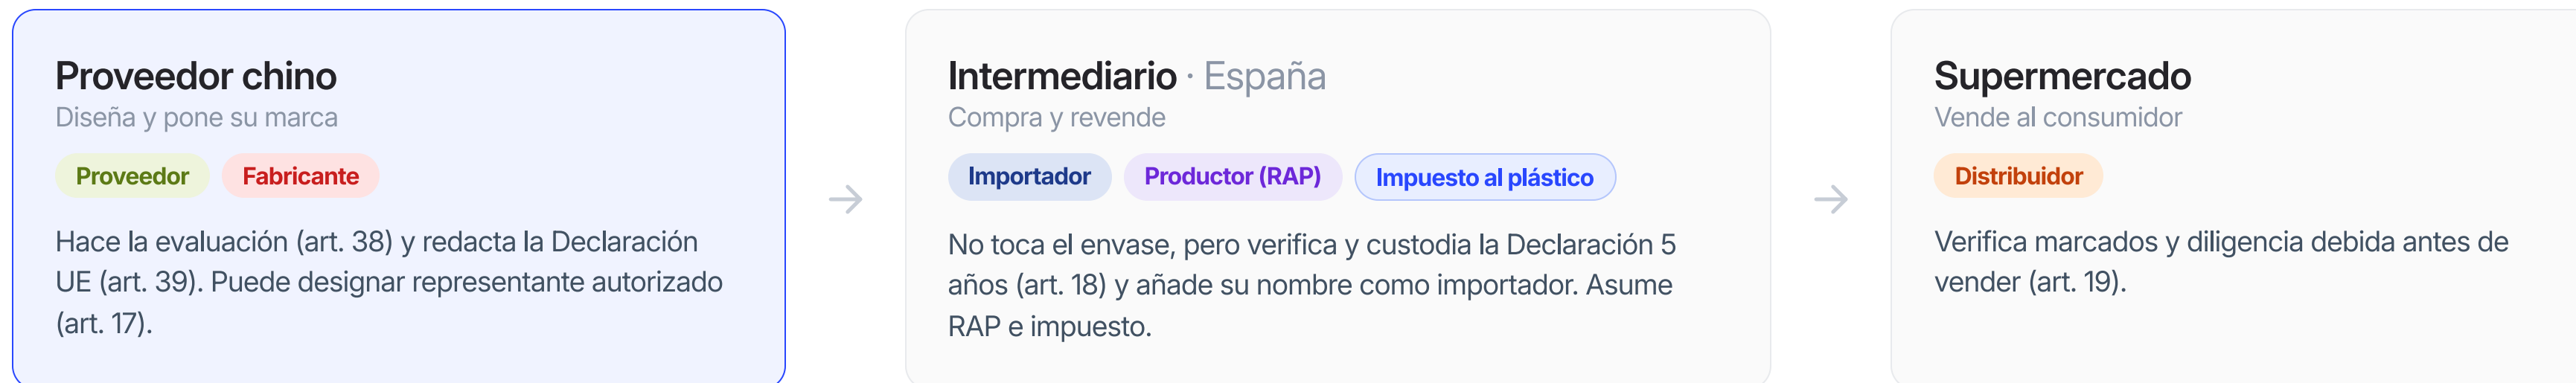 Proveedor chino
Diseña y pone su marca
Proveedor
Fabricante
Hace la evaluación (art. 38) y redacta la Declaración
UE (art. 39). Puede designar representante autorizado
(art. 17).
Intermediario · España
Compra y revende
Importador
Productor (RAP)
Impuesto al plástico
No toca el envase, pero verifica y custodia la Declaración 5
años (art. 18) y añade su nombre como importador. Asume
RAP e impuesto.
Supermercado
Vende al consumidor
Distribuidor
Verifica marcados y diligencia debida antes de
vender (art. 19).